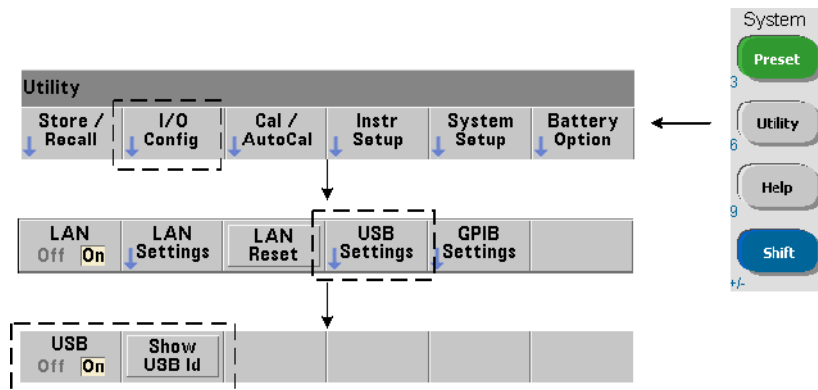 System
Preset
3
Utility
6
Help
9
Shift
+/-
Utility
Store / Recall
I/O Config
Cal / AutoCal
Instr Setup
System Setup
Battery Option
LAN Off On
LAN Settings
LAN Reset
USB Settings
GPIB Settings
USB Off On
Show USB Id